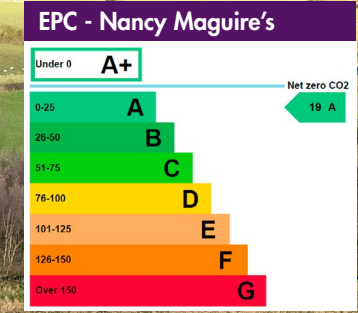 EPC - Nancy Maguire's
Under 0 A+
Net zero CO2
0-25 A
19 A
26-50 B
51-75 C
76-100 D
101-125 E
126-150 F
Over 150 G